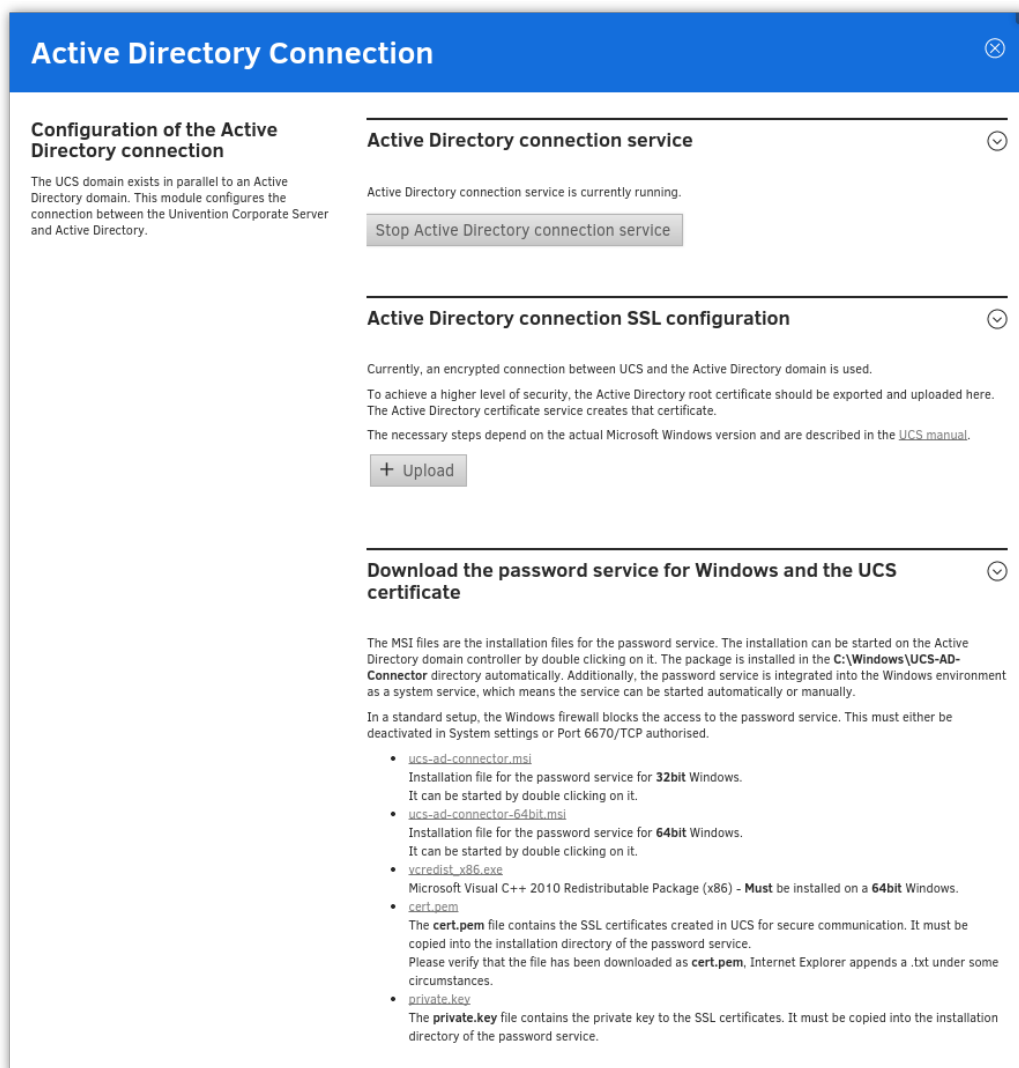 Active Directory Connection
Configuration of the Active
Directory connection
The UCS domain exists in parallel to an Active
Directory domain. This module configures the
connection between the Univention Corporate Server
and Active Directory.
Active Directory connection service
Active Directory connection service is currently running.
Stop Active Directory connection service
Active Directory connection SSL configuration
Currently, an encrypted connection between UCS and the Active Directory domain is used.
To achieve a higher level of security, the Active Directory root certificate should be exported and uploaded here.
The Active Directory certificate service creates that certificate.
The necessary steps depend on the actual Microsoft Windows version and are described in the UCS manual.
+ Upload
Download the password service for Windows and the UCS
certificate
The MSI files are the installation files for the password service. The installation can be started on the Active
Directory domain controller by double clicking on it. The package is installed in the C:\Windows\UCS-AD-
Connector directory automatically. Additionally, the password service is integrated into the Windows environment
as a system service, which means the service can be started automatically or manually.
In a standard setup, the Windows firewall blocks the access to the password service. This must either be
deactivated in System settings or Port 6670/TCP authorised.
• ucs-ad-connector.msi
Installation file for the password service for 32bit Windows.
It can be started by double clicking on it.
• ucs-ad-connector-64bit.msi
Installation file for the password service for 64bit Windows.
It can be started by double clicking on it.
• vcredist_x86.exe
Microsoft Visual C++ 2010 Redistributable Package (x86) - Must be installed on a 64bit Windows.
• cert.pem
The cert.pem file contains the SSL certificates created in UCS for secure communication. It must be
copied into the installation directory of the password service.
Please verify that the file has been downloaded as cert.pem, Internet Explorer appends a .txt under some
circumstances.
• private.key
The private.key file contains the private key to the SSL certificates. It must be copied into the installation
directory of the password service.